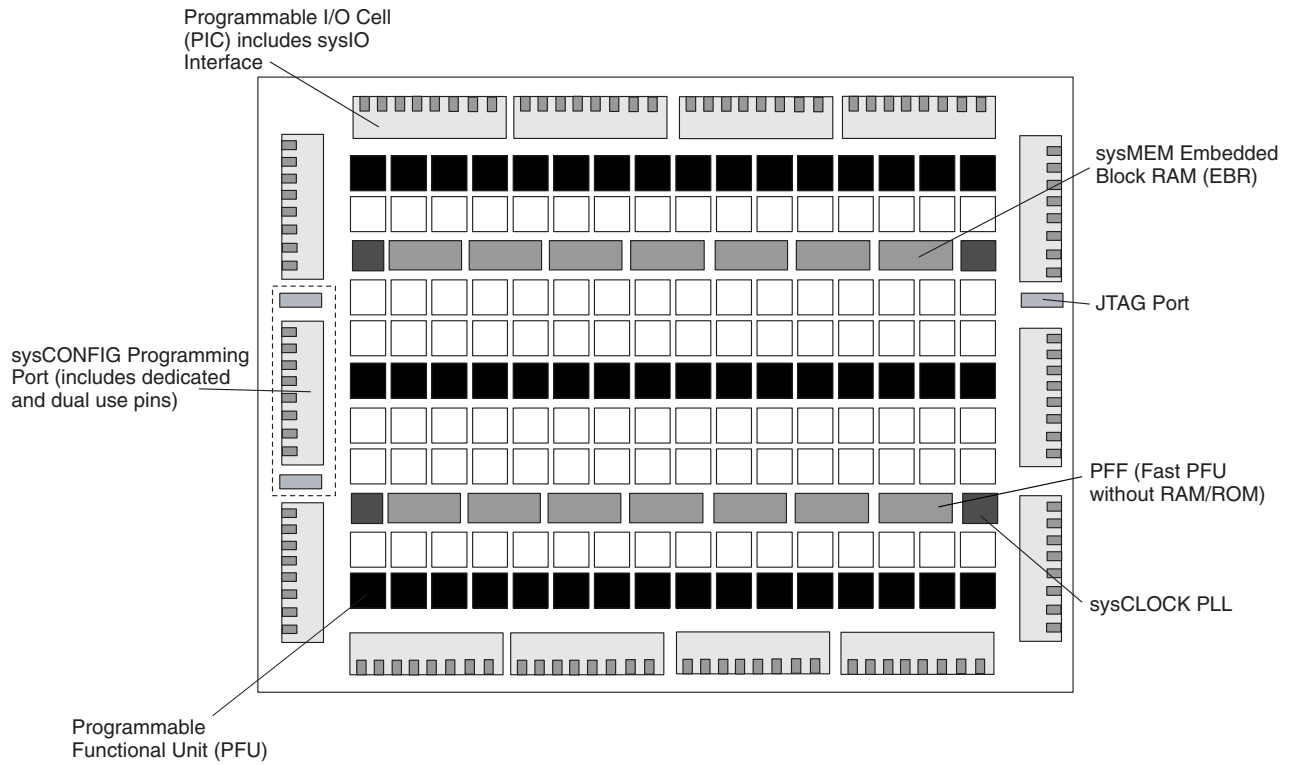 Programmable I/O Cell
(PIC) includes sysIO
Interface
sysMEM Embedded
Block RAM (EBR)
JTAG Port
sysCONFIG Programming
Port (includes dedicated
and dual use pins)
PFF (Fast PFU
without RAM/ROM)
sysCLOCK PLL
Programmable
Functional Unit (PFU)